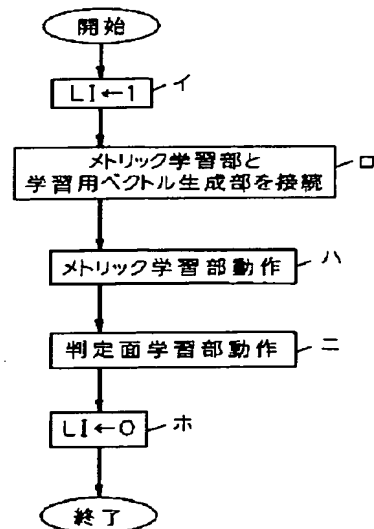 開始
LI←1 イ
メトリック学習部と
学習用ベクトル生成部を接続 ロ
メトリック学習部動作 ハ
判定面学習部動作 ニ
LI←0 ホ
終了